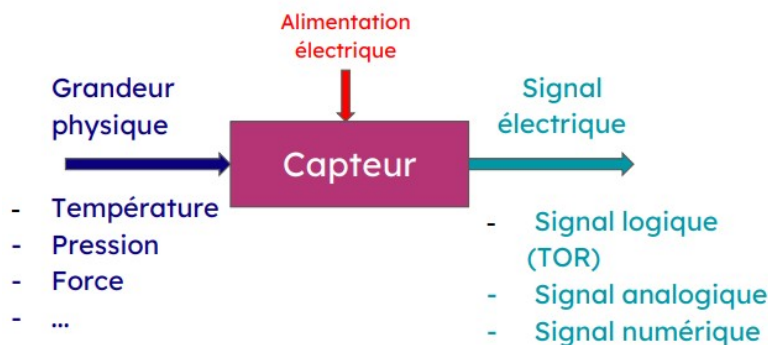 Alimentation
électrique
Grandeur
physique
Capteur
Signal
électrique
- Température
- Pression
- Force
- ...
- Signal logique
(TOR)
- Signal analogique
- Signal numérique